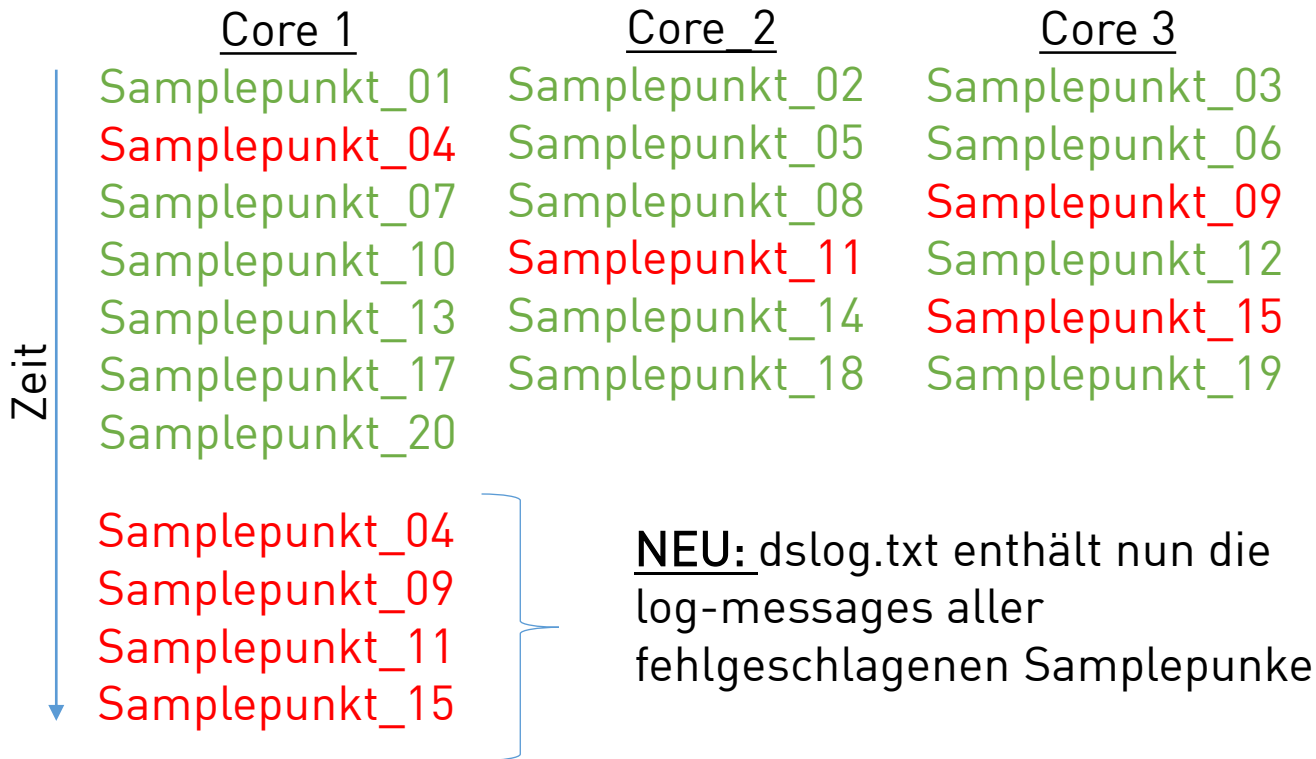 Core 1
Core_2
Core 3
Samplepunkt_01
Samplepunkt_02
Samplepunkt_03
Samplepunkt_04
Samplepunkt_05
Samplepunkt_06
Samplepunkt_07
Samplepunkt_08
Samplepunkt_09
Samplepunkt_10
Samplepunkt_11
Samplepunkt_12
Samplepunkt_13
Samplepunkt_14
Samplepunkt_15
Samplepunkt_17
Samplepunkt_18
Samplepunkt_19
Samplepunkt_20
Zeit
Samplepunkt_04
Samplepunkt_09
Samplepunkt_11
Samplepunkt_15
NEU: dslog.txt enthält nun die
log-messages aller
fehlgeschlagenen Samplepunke